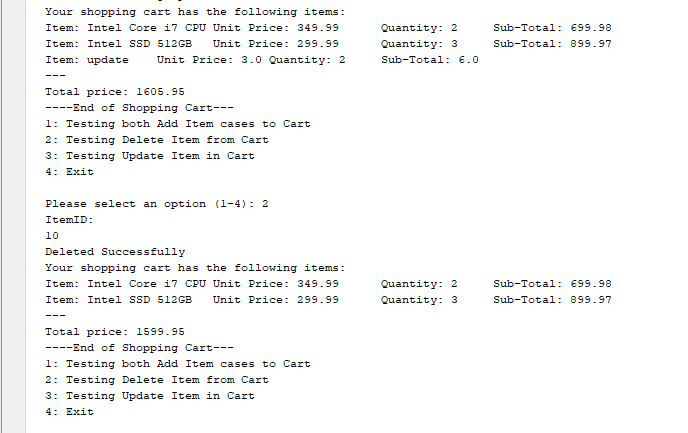 Your shopping cart has the following items:
Item: Intel Core i7 CPU Unit Price: 349.99 Quantity: 2 Sub-Total: 699.98
Item: Intel SSD 512GB Unit Price: 299.99 Quantity: 3 Sub-Total: 899.97
Item: update Unit Price: 3.0 Quantity: 2 Sub-Total: 6.0
---
Total price: 1605.95
----End of Shopping Cart---
1: Testing both Add Item cases to Cart
2: Testing Delete Item from Cart
3: Testing Update Item in Cart
4: Exit
Please select an option (1-4): 2
ItemID:
10
Deleted Successfully
Your shopping cart has the following items:
Item: Intel Core i7 CPU Unit Price: 349.99 Quantity: 2 Sub-Total: 699.98
Item: Intel SSD 512GB Unit Price: 299.99 Quantity: 3 Sub-Total: 899.97
---
Total price: 1599.95
----End of Shopping Cart---
1: Testing both Add Item cases to Cart
2: Testing Delete Item from Cart
3: Testing Update Item in Cart
4: Exit